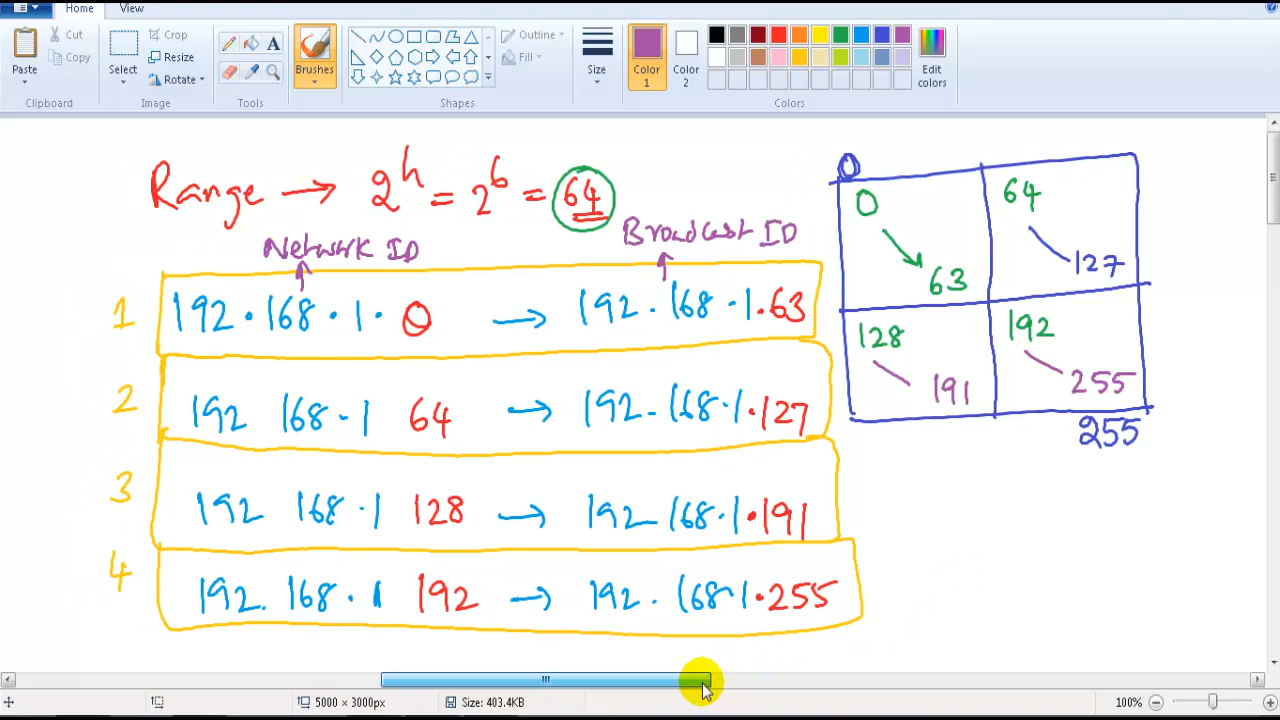 Home View
Cut
Copy
Paste
Clipboard
Crop
Resize
Rotate
Select
Image
Tools
Brushes
Shapes
Outline
Fill
Size
Color 1
Color 2
Edit colors
Colors
Range → 2^h = 2^6 = 64
Network ID
Broadcast ID
1 192.168.1.0 → 192.168.1.63
2 192 168.1 64 → 192.168.1.127
3 192 168.1 128 → 192.168.1.191
4 192.168.1 192 → 192.168.1.255
0
0
63
64
127
128
191
192
255
255
5000 × 3000px
Size: 403.4KB
100%